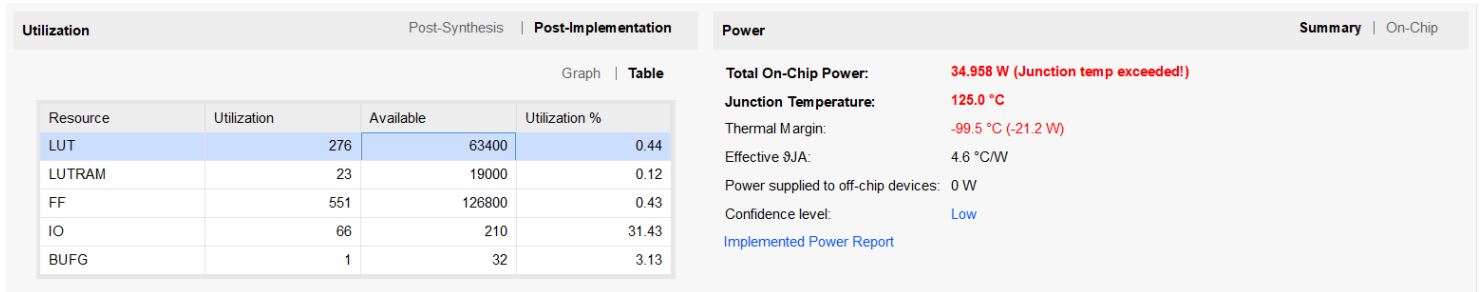 Utilization Post-Synthesis | Post-Implementation
Graph | Table
Resource Utilization Available Utilization %
LUT 276 63400 0.44
LUTRAM 23 19000 0.12
FF 551 126800 0.43
IO 66 210 31.43
BUFG 1 32 3.13
Power Summary | On-Chip
Total On-Chip Power: 34.958 W (Junction temp exceeded!)
Junction Temperature: 125.0 °C
Thermal Margin: -99.5 °C (-21.2 W)
Effective ϑJA: 4.6 °C/W
Power supplied to off-chip devices: 0 W
Confidence level: Low
Implemented Power Report